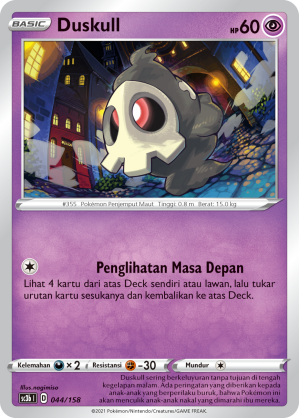 BASIC Duskull HP60
#355 Pokémon Penjemput Maut Tinggi: 0.8 m Berat: 15.0 kg
Penglihatan Masa Depan
Lihat 4 kartu dari atas Deck sendiri atau lawan, lalu tukar
urutan kartu sesukanya dan kembalikan ke atas Deck.
Kelemahan ×2 Resistansi -30 Mundur
Illus. negimiso
sc3b I D 044/158
Duskull sering berkeluyuran tanpa tujuan di tengah
kegelapan malam. Ada peringatan yang diberikan kepada
anak-anak yang berbunyi bahwa Pokémon ini
akan menculik anak-anak nakal yang dimarahi ibu mereka.
©2021 Pokémon/Nintendo/Creatures/GAME FREAK